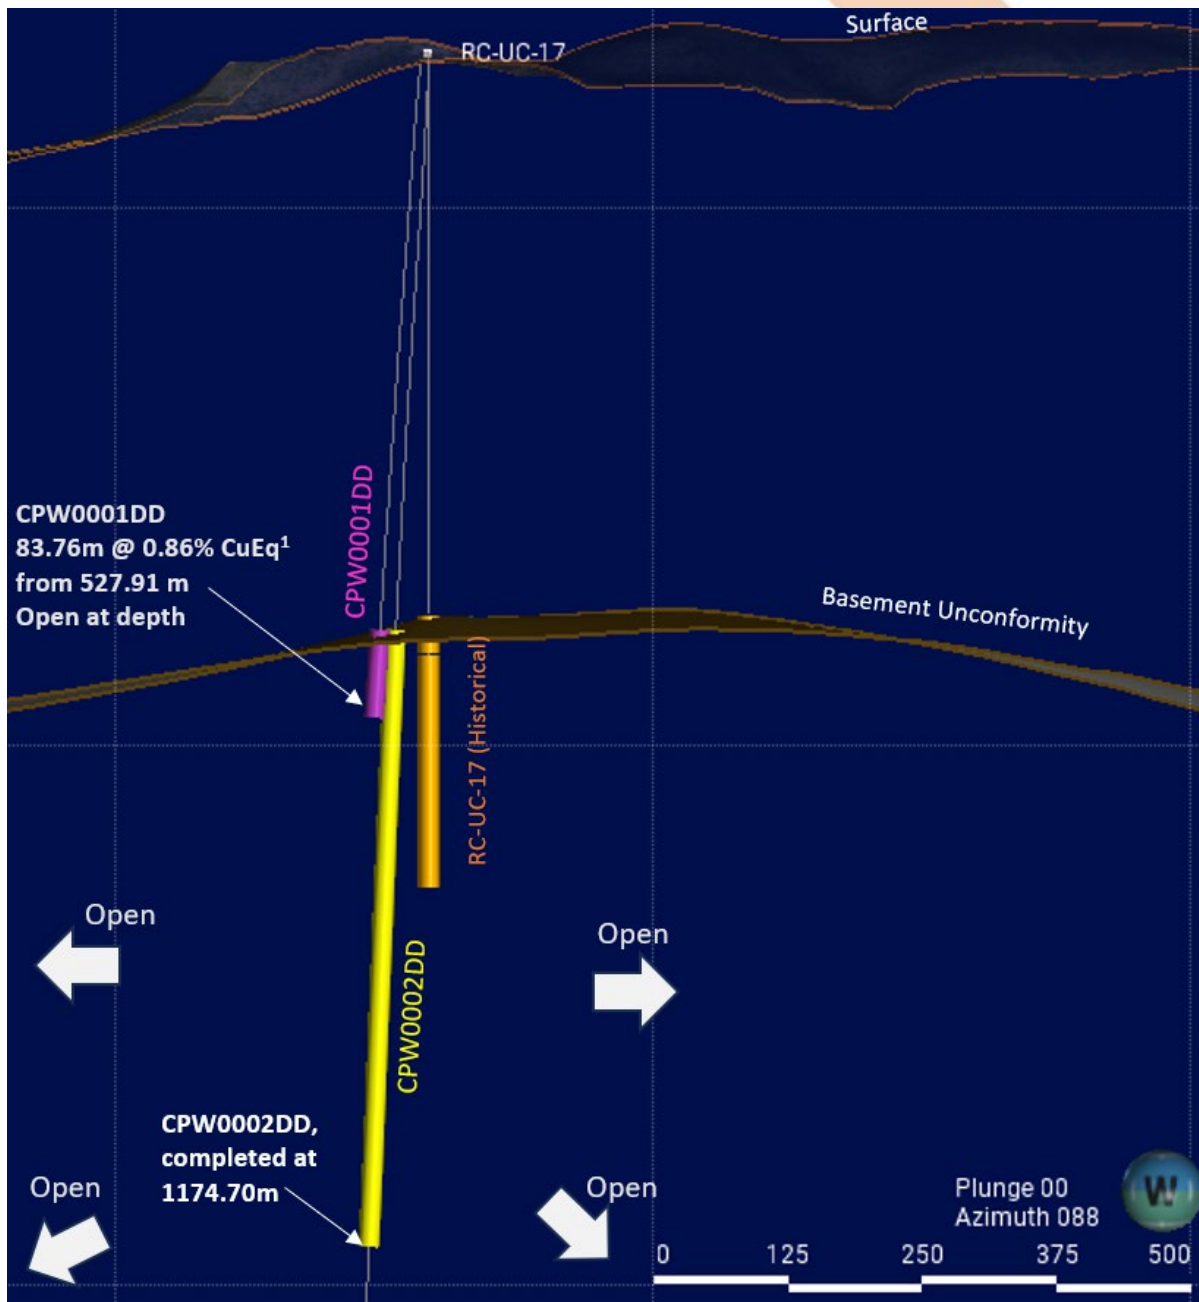 Surface
RC-UC-17
CPW0001DD
CPW0001DD
83.76m @ 0.86% CuEq¹
from 527.91 m
Open at depth
Basement Unconformity
RC-UC-17 (Historical)
Open
Open
CPW0002DD
CPW0002DD,
completed at
1174.70m
Open
Open
Plunge 00
Azimuth 088
W
0 125 250 375 500